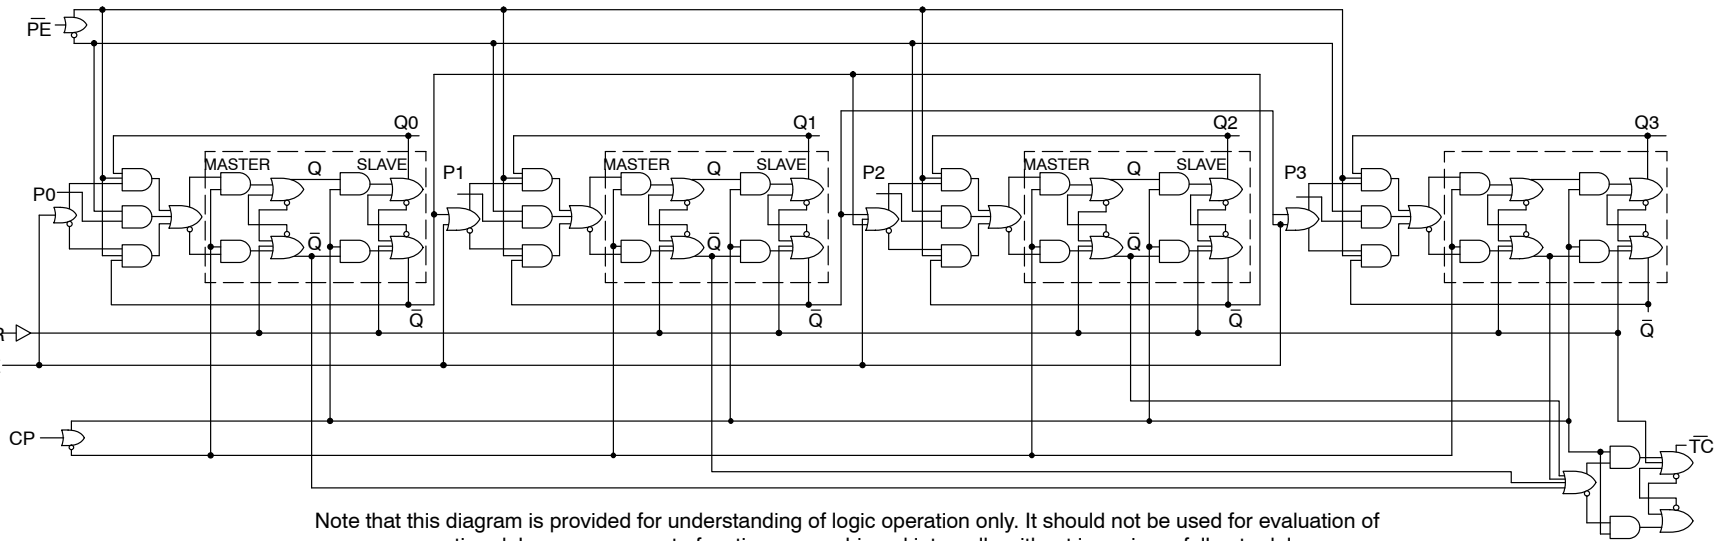 PE
Q0
Q1
Q2
Q3
MASTER
Q
SLAVE
P1
MASTER
Q
SLAVE
P2
MASTER
Q
SLAVE
P3
P0
Q̅
Q̅
Q̅
Q̅
Q̅
Q̅
Q̅
R
CP
T̅C̅
Note that this diagram is provided for understanding of logic operation only. It should not be used for evaluation of